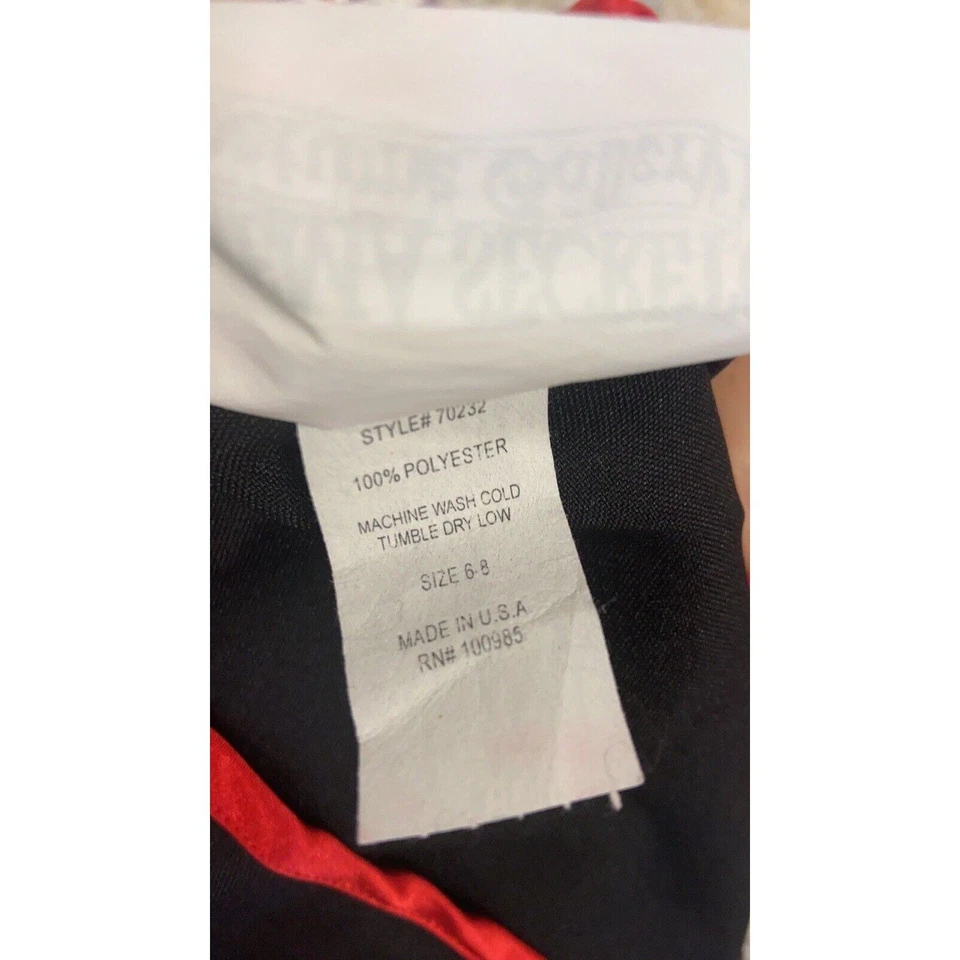 STYLE# 70232
100% POLYESTER
MACHINE WASH COLD
TUMBLE DRY LOW
SIZE 6-8
MADE IN U.S.A
RN# 100985